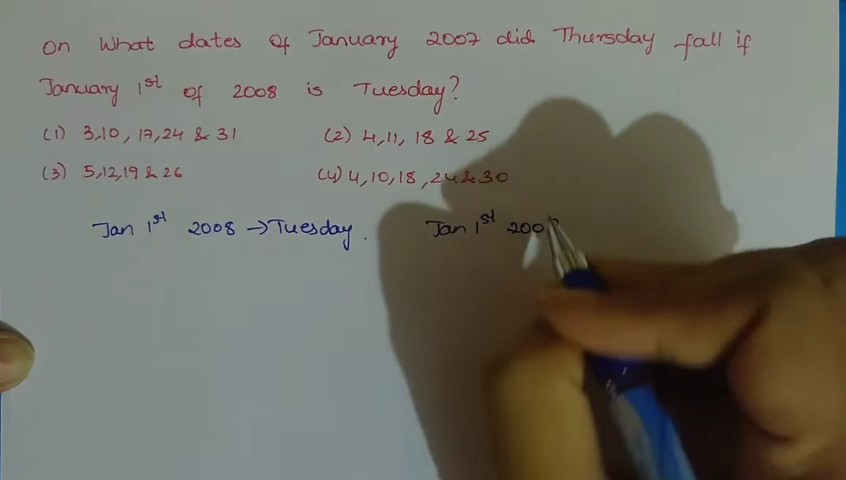 on What dates of January 2007 did Thursday fall if
January 1st of 2008 is Tuesday?
(1) 3,10, 17,24 & 31 (2) 4,11, 18 & 25
(3) 5,12,19 & 26 (4) 4,10,18,24 & 30
Jan 1st 2008 → Tuesday. Jan 1st 200